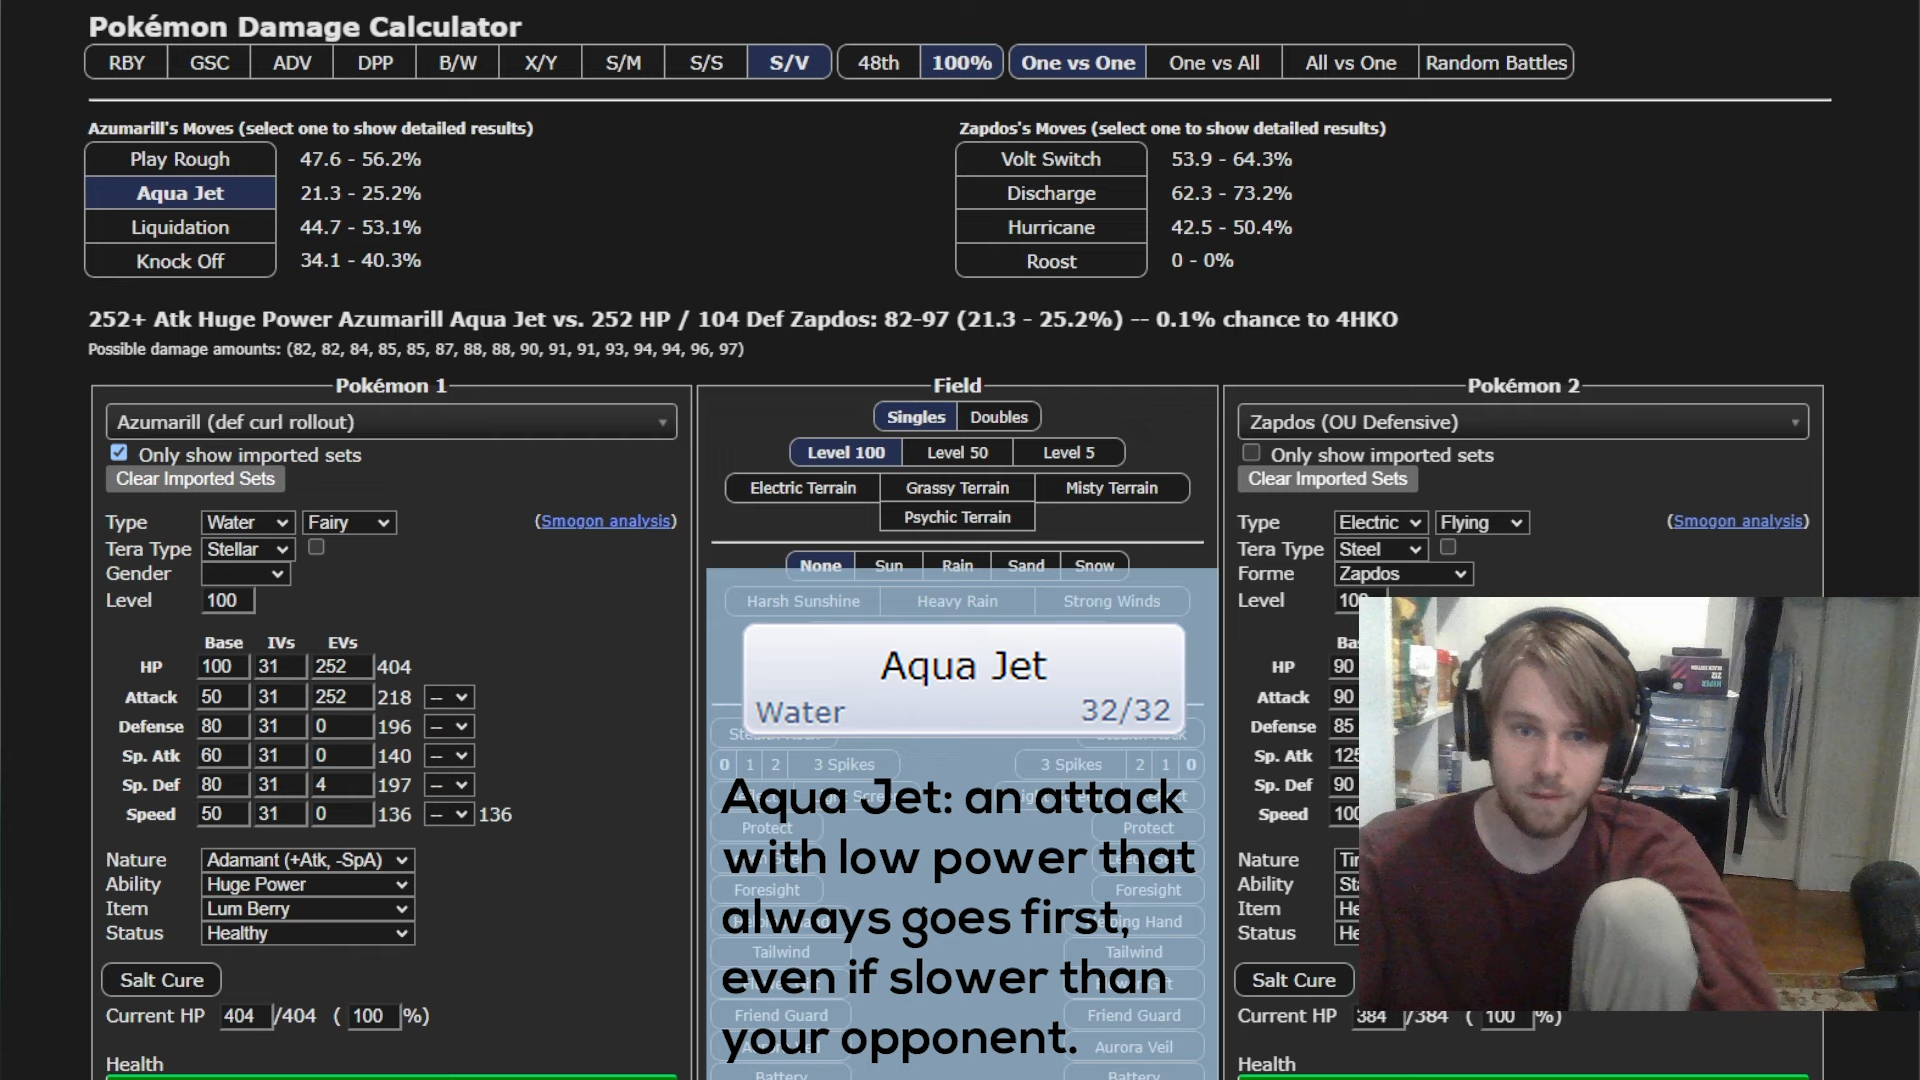 Pokémon Damage Calculator
RBY GSC ADV DPP B/W X/Y S/M S/S S/V 48th 100% One vs One One vs All All vs One Random Battles
Azumarill's Moves (select one to show detailed results)
Play Rough 47.6 - 56.2%
Aqua Jet 21.3 - 25.2%
Liquidation 44.7 - 53.1%
Knock Off 34.1 - 40.3%
Zapdos's Moves (select one to show detailed results)
Volt Switch 53.9 - 64.3%
Discharge 62.3 - 73.2%
Hurricane 42.5 - 50.4%
Roost 0 - 0%
252+ Atk Huge Power Azumarill Aqua Jet vs. 252 HP / 104 Def Zapdos: 82-97 (21.3 - 25.2%) -- 0.1% chance to 4HKO
Possible damage amounts: (82, 82, 84, 85, 85, 87, 88, 88, 90, 91, 91, 93, 94, 94, 96, 97)
Pokémon 1
Azumarill (def curl rollout)
Only show imported sets
Clear Imported Sets
Type Water Fairy (Smogon analysis)
Tera Type Stellar
Gender
Level 100
Base IVs EVs
HP 100 31 252 404
Attack 50 31 252 218 --
Defense 80 31 0 196 --
Sp. Atk 60 31 0 140 --
Sp. Def 80 31 4 197 --
Speed 50 31 0 136 -- 136
Nature Adamant (+Atk, -SpA)
Ability Huge Power
Item Lum Berry
Status Healthy
Salt Cure
Current HP 404 /404 ( 100 %)
Health
Field
Singles Doubles
Level 100 Level 50 Level 5
Electric Terrain Grassy Terrain Misty Terrain
Psychic Terrain
None Sun Rain Sand Snow
Harsh Sunshine Heavy Rain Strong Winds
Aqua Jet
Water 32/32
0 1 2 3 Spikes 3 Spikes 2 1 0
Aqua Jet: an attack
with low power that
always goes first,
even if slower than
your opponent.
Protect Protect
Foresight Foresight
Tailwind Tailwind
Friend Guard Friend Guard
Aurora Veil
Battery Battery
Pokémon 2
Zapdos (OU Defensive)
Only show imported sets
Clear Imported Sets
Type Electric Flying (Smogon analysis)
Tera Type Steel
Forme Zapdos
Level 100
HP 90
Attack 90
Defense 85
Sp. Atk 125
Sp. Def 90
Speed 100
Nature
Ability
Item
Status
Salt Cure
Current HP 384 /384 ( 100 %)
Health